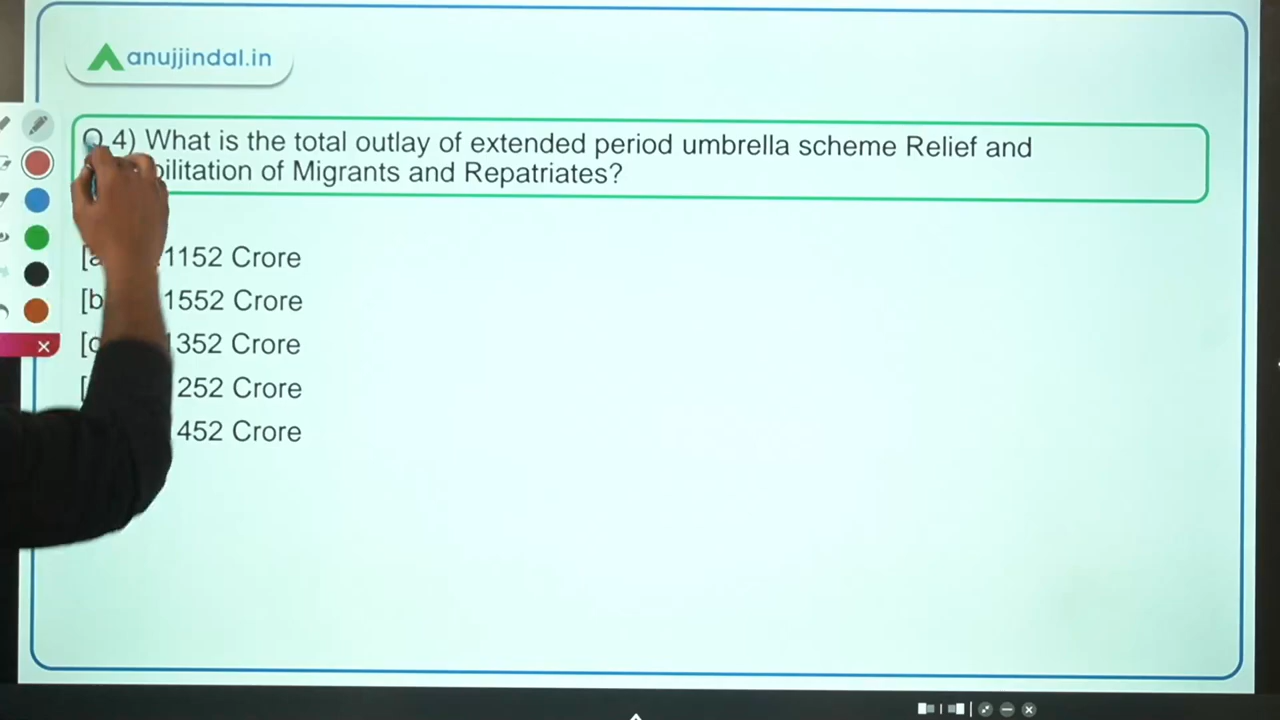 anujjindal.in
Q.4) What is the total outlay of extended period umbrella scheme Relief and
of Migrants and Repatriates?
1152 Crore
[b 1552 Crore
352 Crore
252 Crore
452 Crore